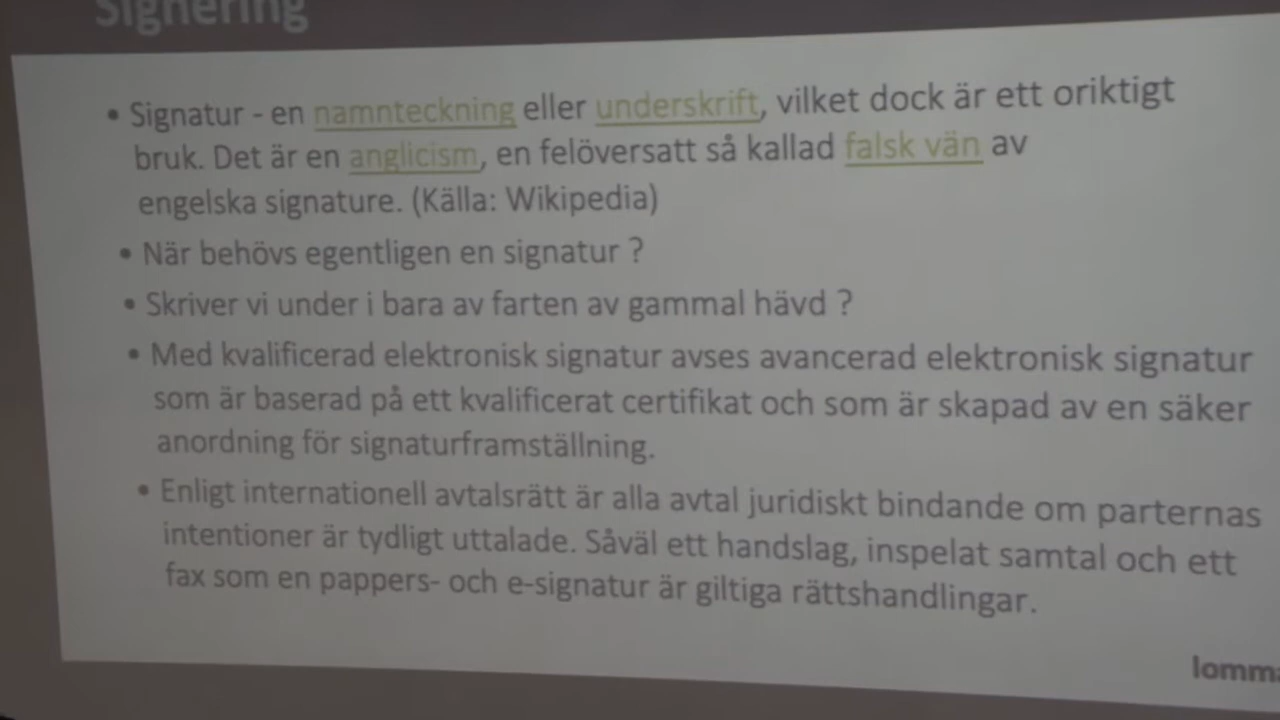 Signering
• Signatur - en namnteckning eller underskrift, vilket dock är ett oriktigt
bruk. Det är en anglicism, en felöversatt så kallad falsk vän av
engelska signature. (Källa: Wikipedia)
• När behövs egentligen en signatur ?
• Skriver vi under i bara av farten av gammal hävd ?
• Med kvalificerad elektronisk signatur avses avancerad elektronisk signatur
som är baserad på ett kvalificerat certifikat och som är skapad av en säker
anordning för signaturframställning.
• Enligt internationell avtalsrätt är alla avtal juridiskt bindande om parternas
intentioner är tydligt uttalade. Såväl ett handslag, inspelat samtal och ett
fax som en pappers- och e-signatur är giltiga rättshandlingar.
lomma